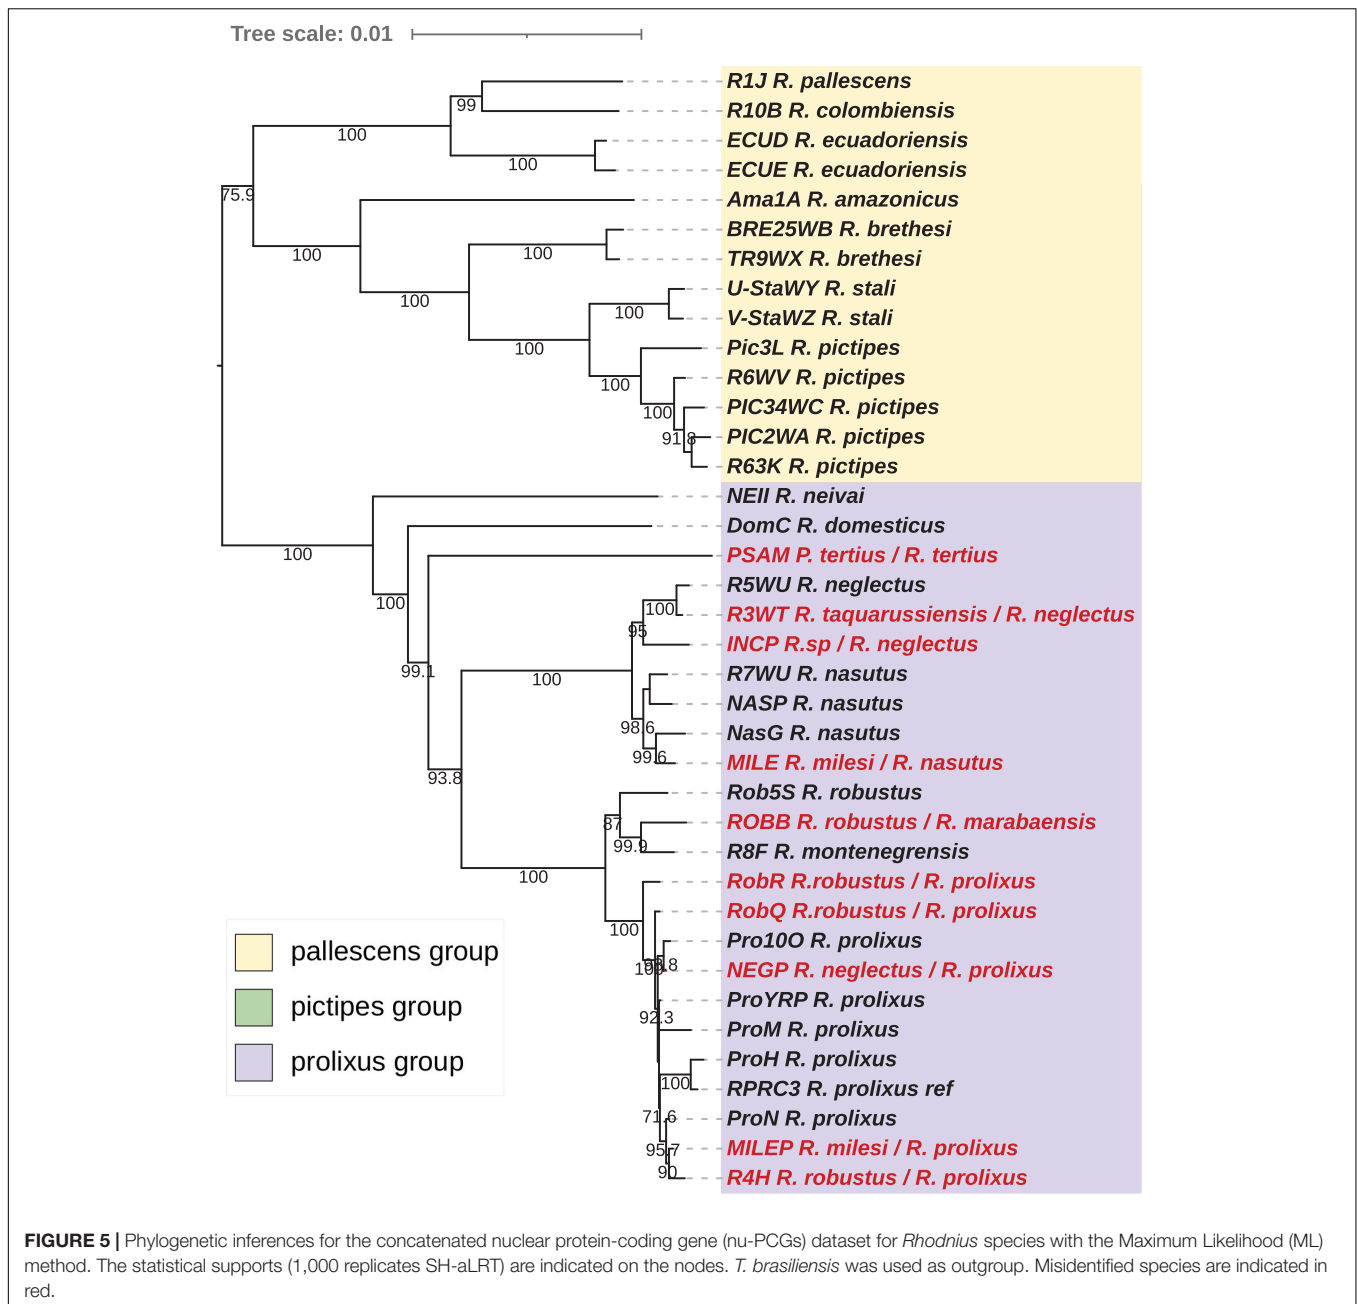 Tree scale: 0.01
R1J R. pallescens
99
R10B R. colombiensis
100
ECUD R. ecuadoriensis
100
ECUE R. ecuadoriensis
75.9
Ama1A R. amazonicus
BRE25WB R. brethesi
100
100
TR9WX R. brethesi
U-StaWY R. stali
100
100
V-StaWZ R. stali
100
Pic3L R. pictipes
R6WV R. pictipes
100
PIC34WC R. pictipes
100
PIC2WA R. pictipes
91.8
R63K R. pictipes
NEII R. neivai
DomC R. domesticus
100
PSAM P. tertius / R. tertius
R5WU R. neglectus
100
100
R3WT R. taquarussiensis / R. neglectus
95
INCP R.sp / R. neglectus
99.1
R7WU R. nasutus
100
NASP R. nasutus
98.6
NasG R. nasutus
99.6
MILE R. milesi / R. nasutus
93.8
Rob5S R. robustus
87
ROBB R. robustus / R. marabaensis
99.9
R8F R. montenegrensis
100
RobR R.robustus / R. prolixus
RobQ R.robustus / R. prolixus
100
Pro10O R. prolixus
NEGP R. neglectus / R. prolixus
ProYRP R. prolixus
92.3
ProM R. prolixus
ProH R. prolixus
100
RPRC3 R. prolixus ref
71.6
ProN R. prolixus
95.7
MILEP R. milesi / R. prolixus
90
R4H R. robustus / R. prolixus
pallescens group
pictipes group
prolixus group
FIGURE 5 | Phylogenetic inferences for the concatenated nuclear protein-coding gene (nu-PCGs) dataset for Rhodnius species with the Maximum Likelihood (ML)
method. The statistical supports (1,000 replicates SH-aLRT) are indicated on the nodes. T. brasiliensis was used as outgroup. Misidentified species are indicated in
red.